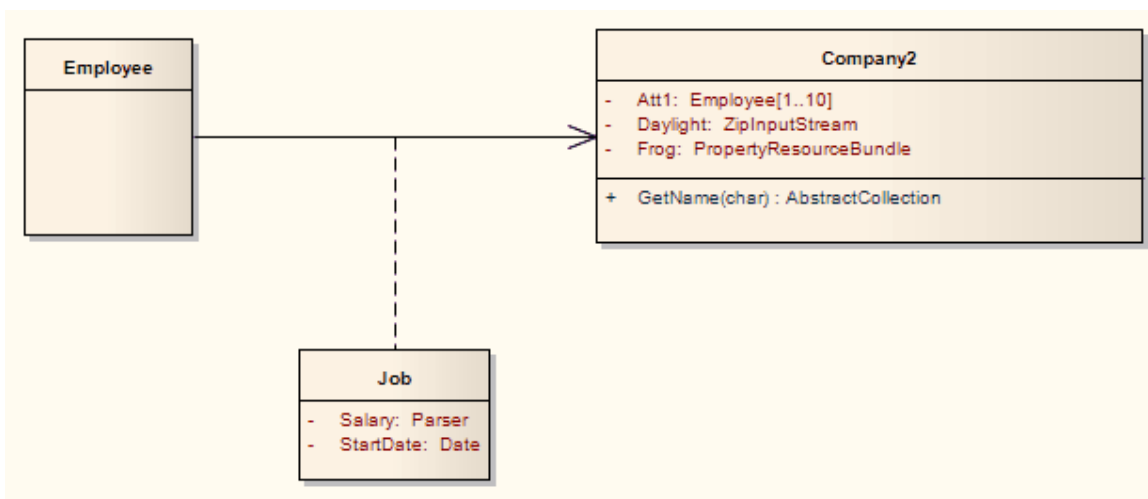 Employee
Company2
- Att1: Employee[1..10]
- Daylight: ZipInputStream
- Frog: PropertyResourceBundle
+ GetName(char) : AbstractCollection
Job
- Salary: Parser
- StartDate: Date